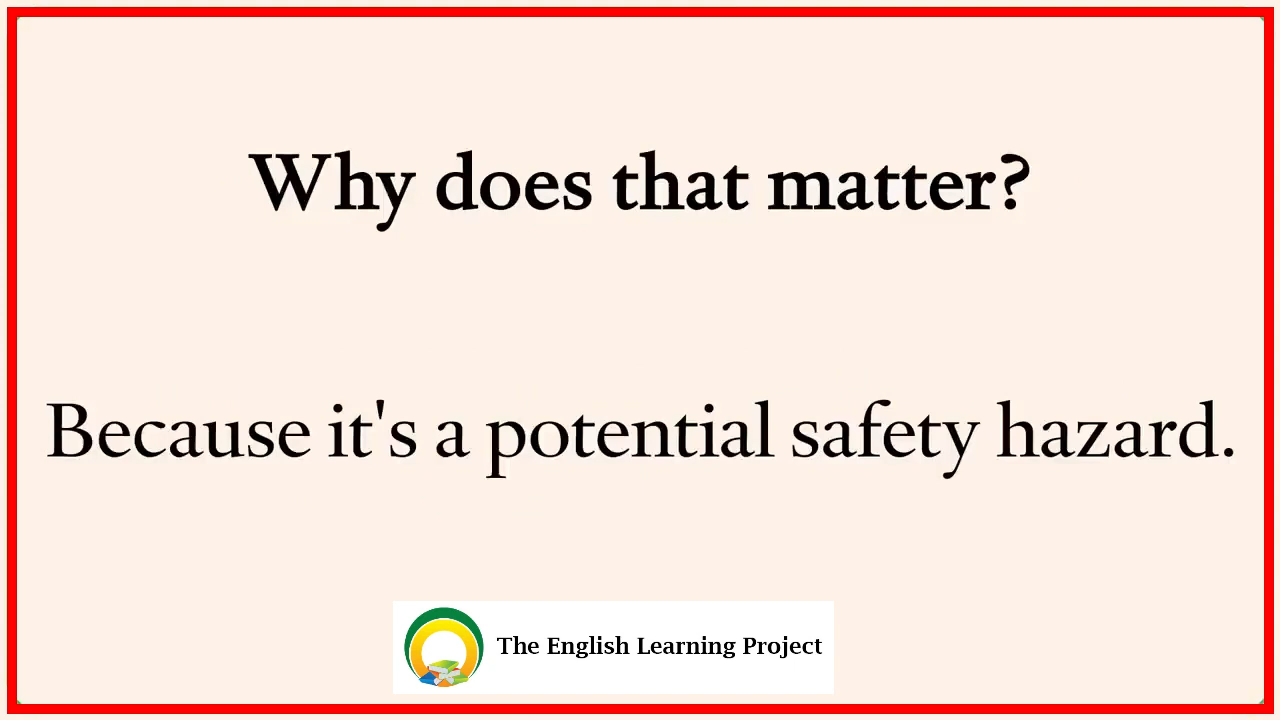 Why does that matter?
Because it's a potential safety hazard.
The English Learning Project